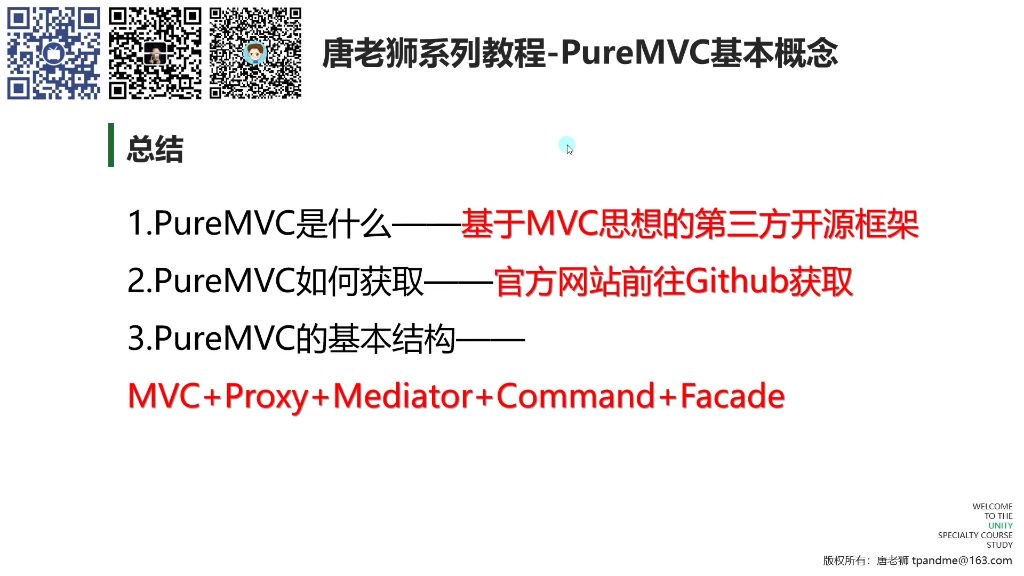 唐老狮系列教程-PureMVC基本概念
总结
1.PureMVC是什么——基于MVC思想的第三方开源框架
2.PureMVC如何获取——官方网站前往Github获取
3.PureMVC的基本结构——
MVC+Proxy+Mediator+Command+Facade
WELCOME
TO THE
UNITY
SPECIALTY COURSE
STUDY
版权所有：唐老狮 tpandme@163.com